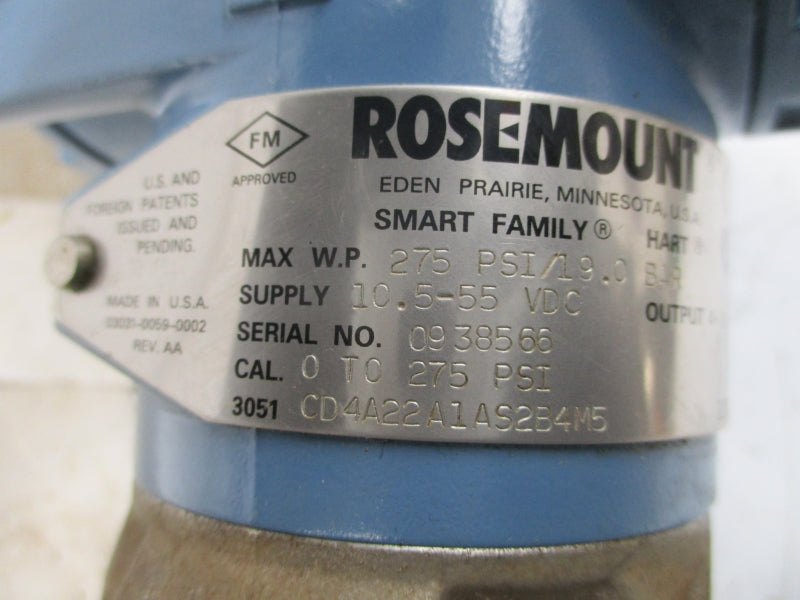 FM
APPROVED
ROSEMOUNT
EDEN PRAIRIE, MINNESOTA, U.S.A.
SMART FAMILY®
HART
MAX W.P. 275 PSI/19.0 BAR
SUPPLY 10.5-55 VDC
OUTPUT
SERIAL NO. 0938566
CAL. 0 TO 275 PSI
3051 CD4A22A1AS2B4M5
U.S. AND
FOREIGN PATENTS
ISSUED AND
PENDING.
MADE IN U.S.A.
03031-0059-0002
REV. AA